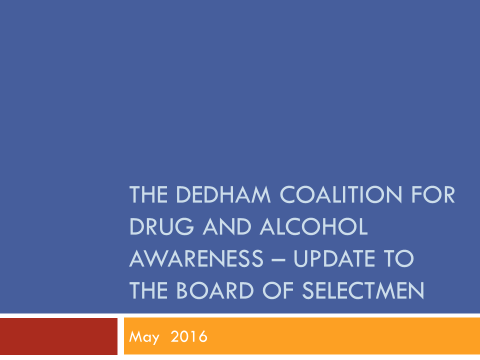 THE DEDHAM COALITION FOR
DRUG AND ALCOHOL
AWARENESS – UPDATE TO
THE BOARD OF SELECTMEN
May 2016